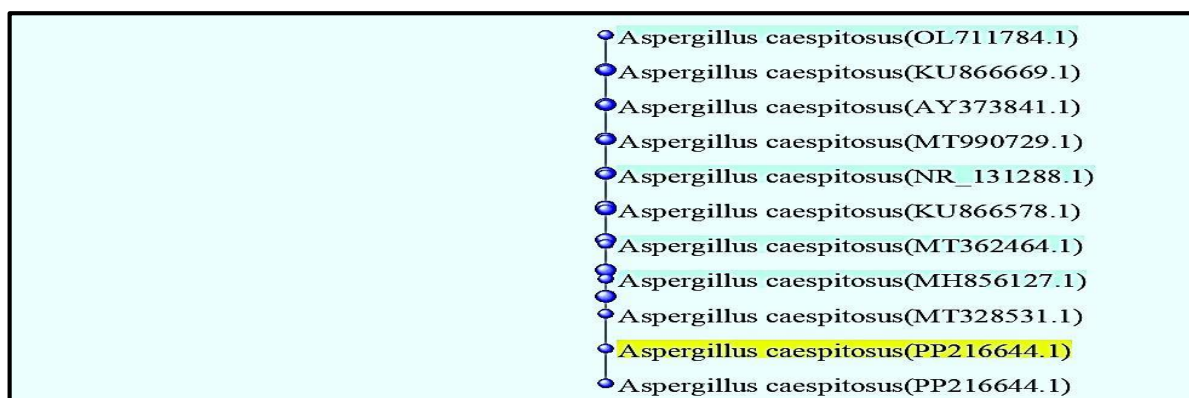 Aspergillus caespitosus(OL711784.1)
Aspergillus caespitosus(KU866669.1)
Aspergillus caespitosus(AY373841.1)
Aspergillus caespitosus(MT990729.1)
Aspergillus caespitosus(NR_131288.1)
Aspergillus caespitosus(KU866578.1)
Aspergillus caespitosus(MT362464.1)
Aspergillus caespitosus(MH856127.1)
Aspergillus caespitosus(MT328531.1)
Aspergillus caespitosus(PP216644.1)
Aspergillus caespitosus(PP216644.1)